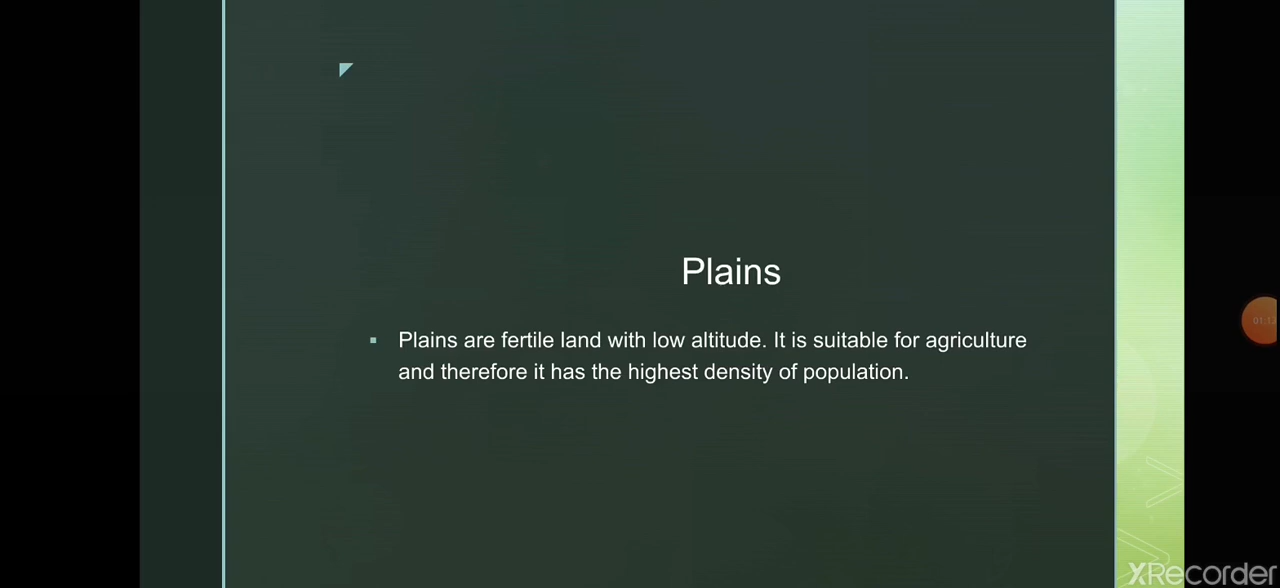 Plains
Plains are fertile land with low altitude. It is suitable for agriculture
and therefore it has the highest density of population.
XRecorder